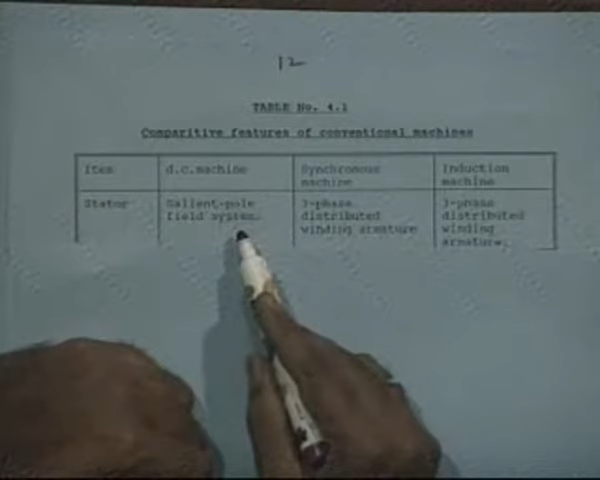 12
TABLE No. 4.1
Comparitive features of conventional machines
Item d.c.machine Synchronous machine Induction machine
Stator Salient-pole field system. 3-phase distributed winding armature 3-phase distributed winding armature.